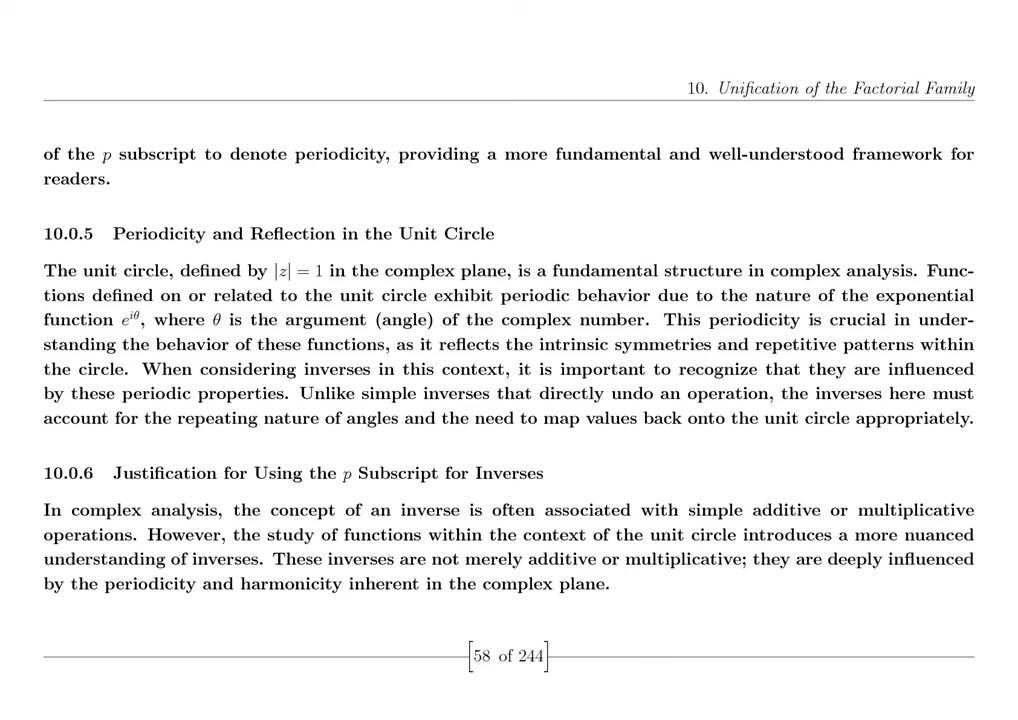 10. Unification of the Factorial Family
of the p subscript to denote periodicity, providing a more fundamental and well-understood framework for
readers.
10.0.5 Periodicity and Reflection in the Unit Circle
The unit circle, defined by |z| = 1 in the complex plane, is a fundamental structure in complex analysis. Func-
tions defined on or related to the unit circle exhibit periodic behavior due to the nature of the exponential
function e^{iθ}, where θ is the argument (angle) of the complex number. This periodicity is crucial in under-
standing the behavior of these functions, as it reflects the intrinsic symmetries and repetitive patterns within
the circle. When considering inverses in this context, it is important to recognize that they are influenced
by these periodic properties. Unlike simple inverses that directly undo an operation, the inverses here must
account for the repeating nature of angles and the need to map values back onto the unit circle appropriately.
10.0.6 Justification for Using the p Subscript for Inverses
In complex analysis, the concept of an inverse is often associated with simple additive or multiplicative
operations. However, the study of functions within the context of the unit circle introduces a more nuanced
understanding of inverses. These inverses are not merely additive or multiplicative; they are deeply influenced
by the periodicity and harmonicity inherent in the complex plane.
[58 of 244]